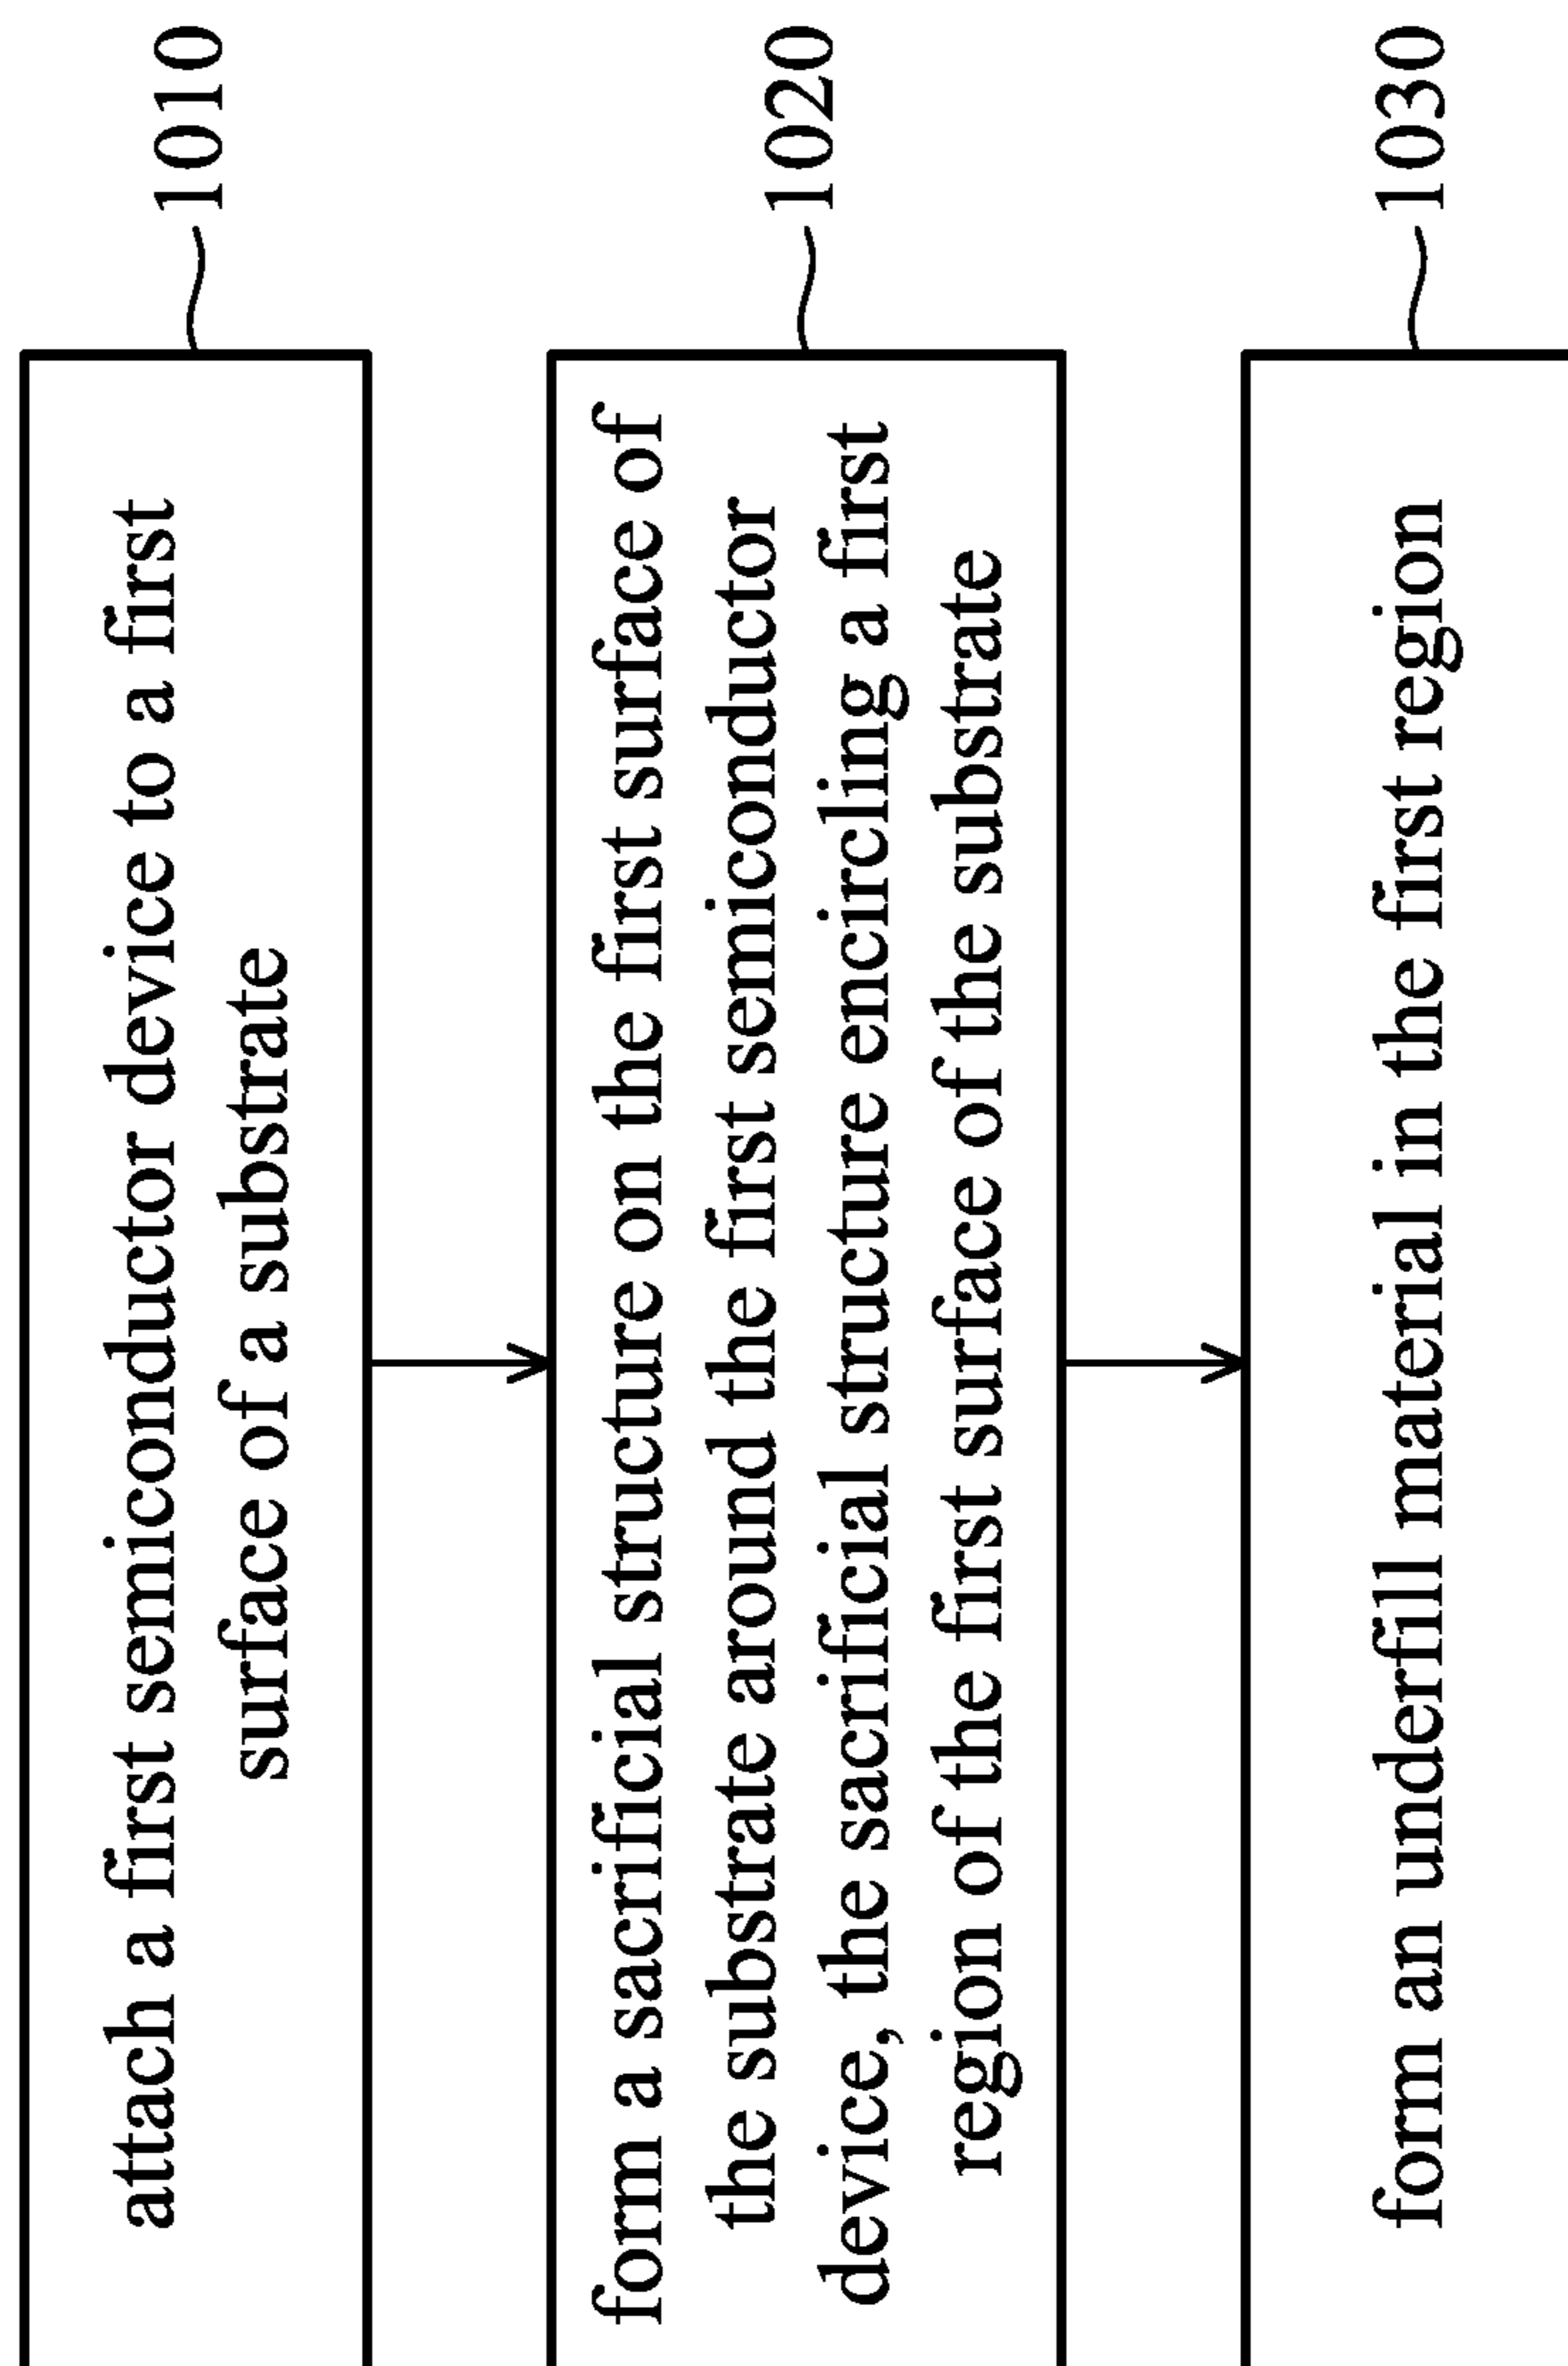 attach a first semiconductor device to a first
surface of a substrate
1010
form a sacrificial structure on the first surface of
the substrate around the first semiconductor
device, the sacrificial structure encircling a first
region of the first surface of the substrate
1020
form an underfill material in the first region
1030